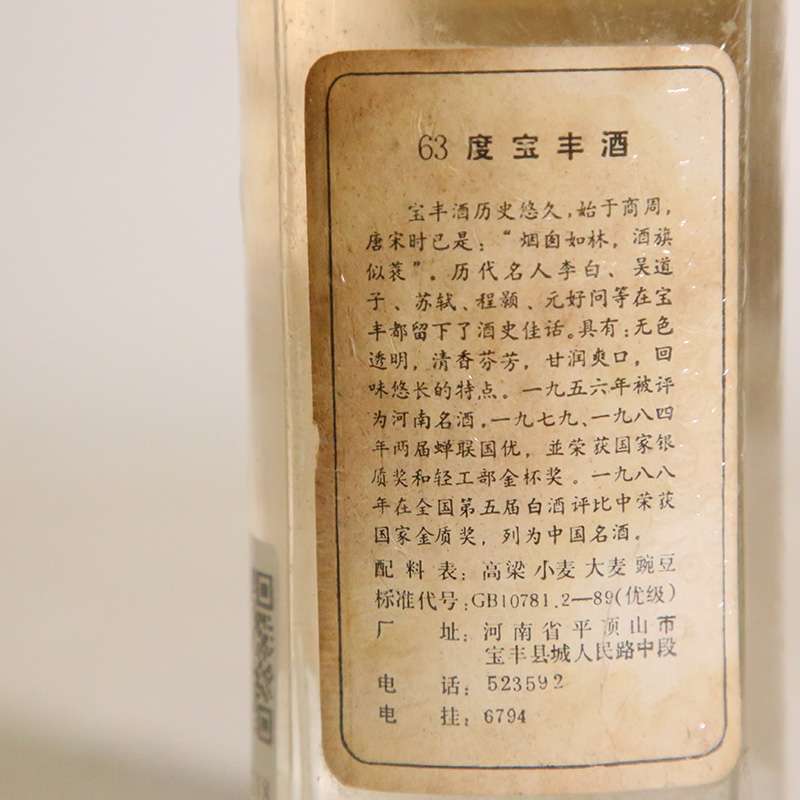 63度宝丰酒
宝丰酒历史悠久,始于商周,
唐宋时已是:“烟囱如林,酒旗
似蓑”。历代名人李白、吴道
子、苏轼、程颢、元好问等在宝
丰都留下了酒史佳话。具有:无色
透明,清香芬芳,甘润爽口,回
味悠长的特点。一九五六年被评
为河南名酒。一九七九、一九八四
年两届蝉联国优,並荣获国家银
质奖和轻工部金杯奖。一九八八
年在全国第五届白酒评比中荣获
国家金质奖,列为中国名酒。
配料表:高梁 小麦 大麦 豌豆
标准代号:GB10781.2—89(优级)
厂址:河南省平顶山市
宝丰县城人民路中段
电话:523592
电挂:6794